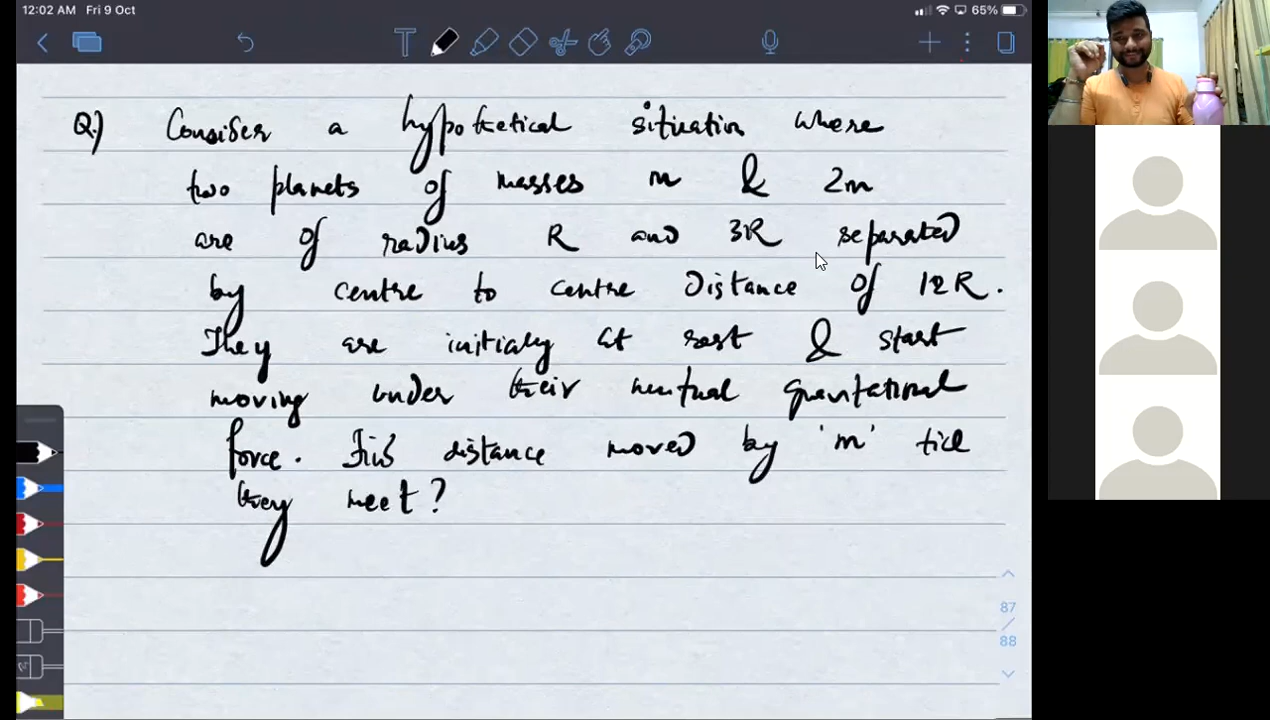 12:02 AM Fri 9 Oct
65%
T
Q.) Consider a hypothetical situation where
two planets of masses m & 2m
are of radius R and 3R separated
by centre to centre distance of 12R.
They are initialy at rest & start
moving under their mutual gravitational
force. Find distance moved by 'm' till
they meet?
87
/
88